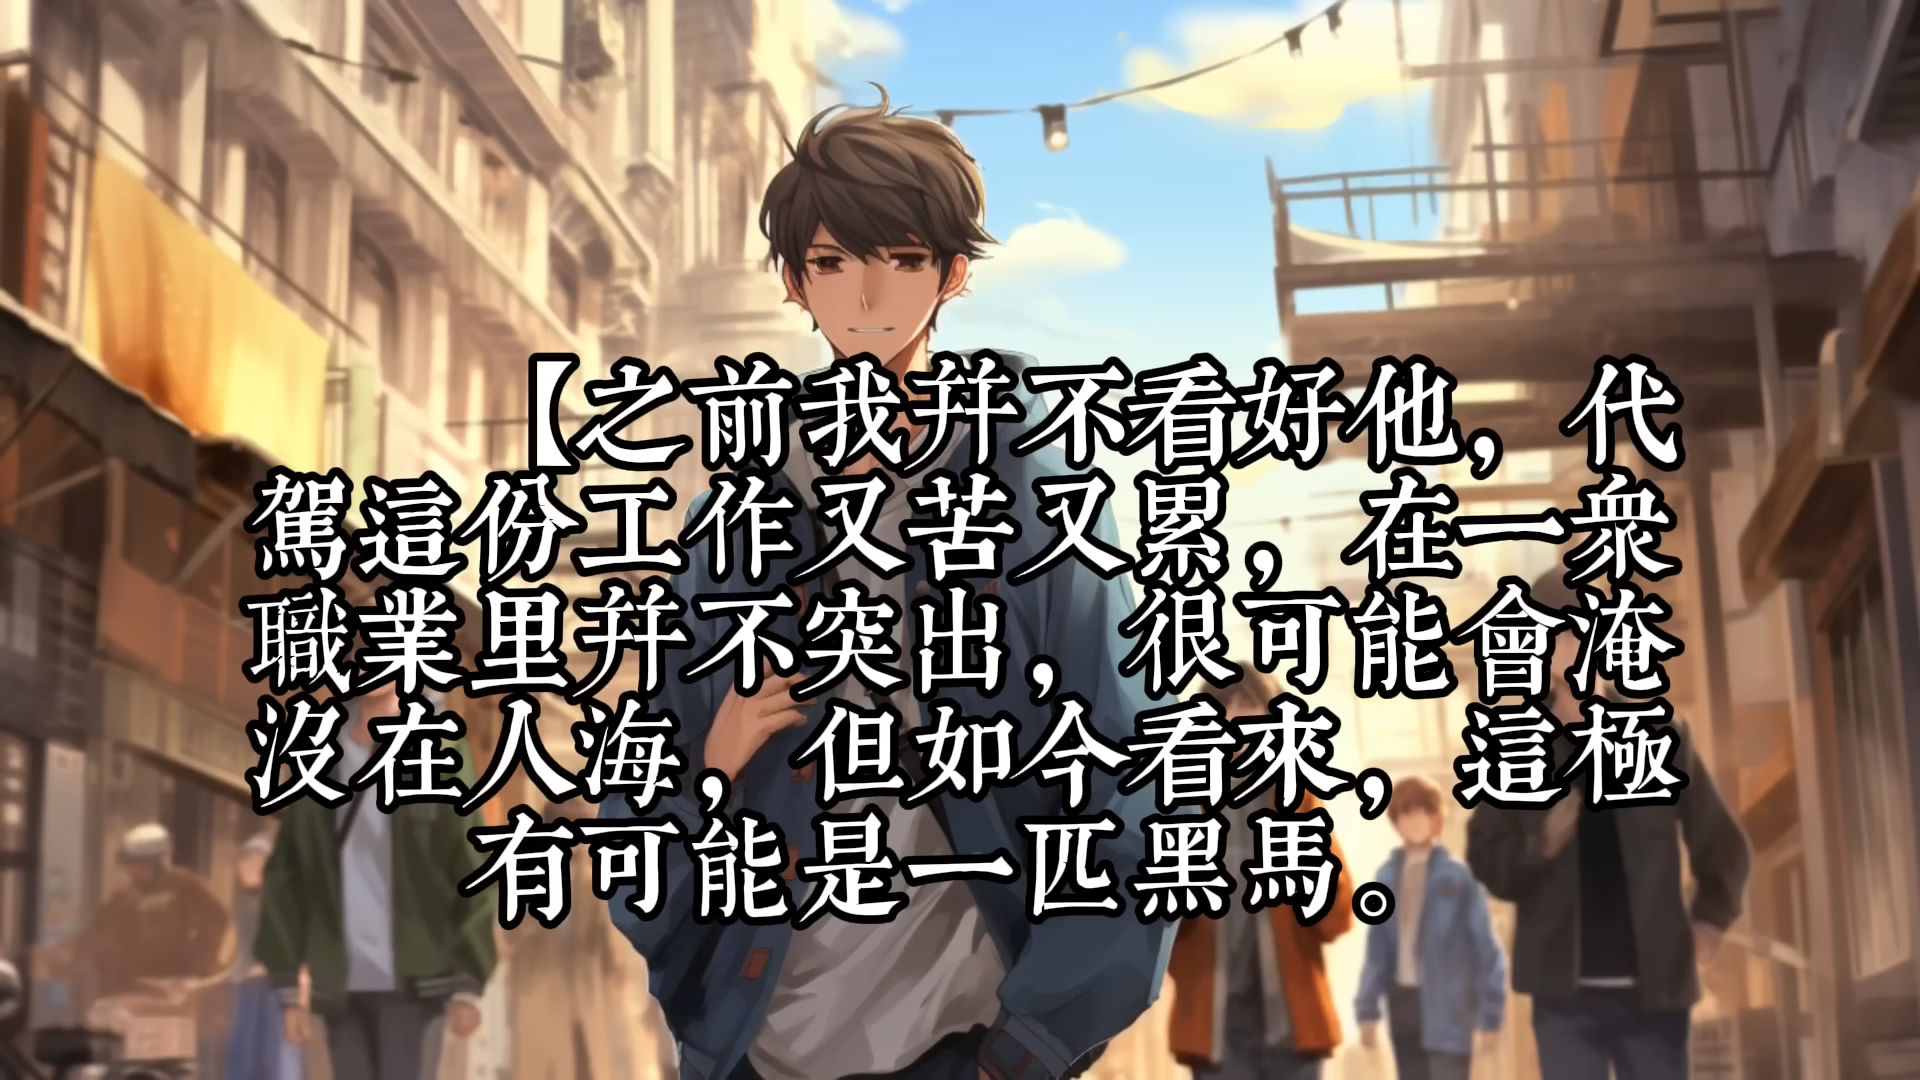 【之前我并不看好他，代
駕這份工作又苦又累，在一衆
職業里并不突出，很可能會淹
沒在人海，但如今看來，這極
有可能是一匹黑馬。